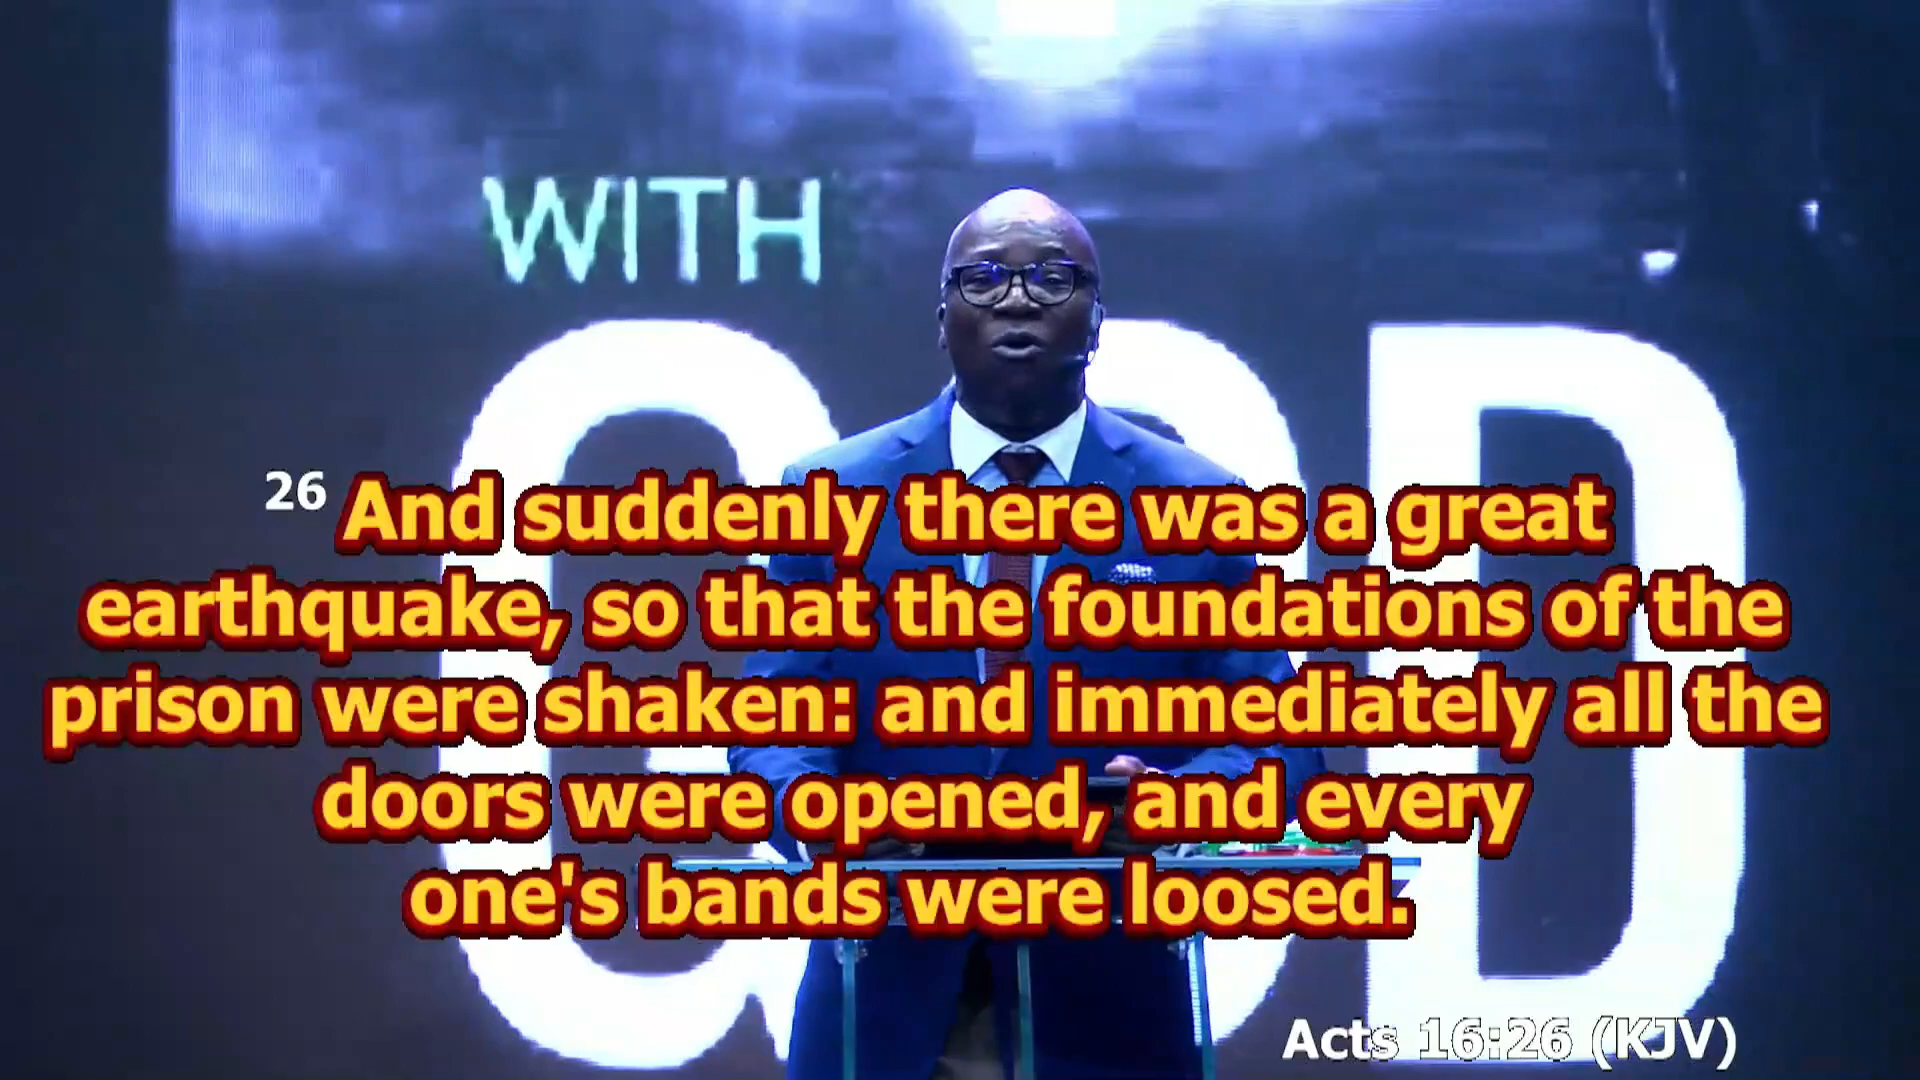 WITH
GOD
26 And suddenly there was a great
earthquake, so that the foundations of the
prison were shaken: and immediately all the
doors were opened, and every
one's bands were loosed.
Acts 16:26 (KJV)